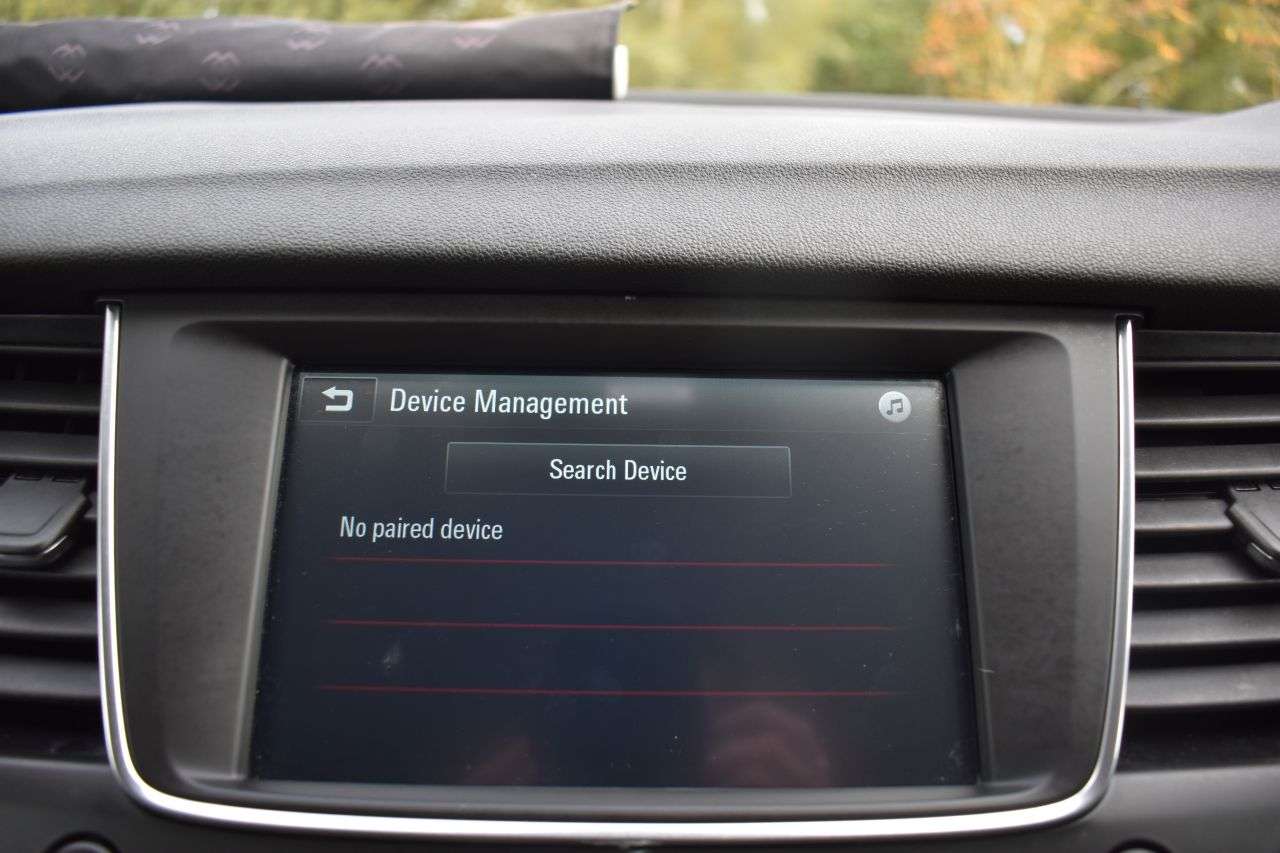 Device Management
Search Device
No paired device